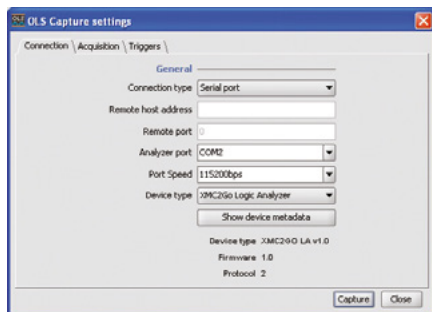 OLS Capture settings
Connection Acquisition Triggers
General
Connection type Serial port
Remote host address
Remote port 0
Analyzer port COM2
Port Speed 115200bps
Device type XMC2Go Logic Analyzer
Show device metadata
Device type XMC2GO LA v1.0
Firmware 1.0
Protocol 2
Capture Close